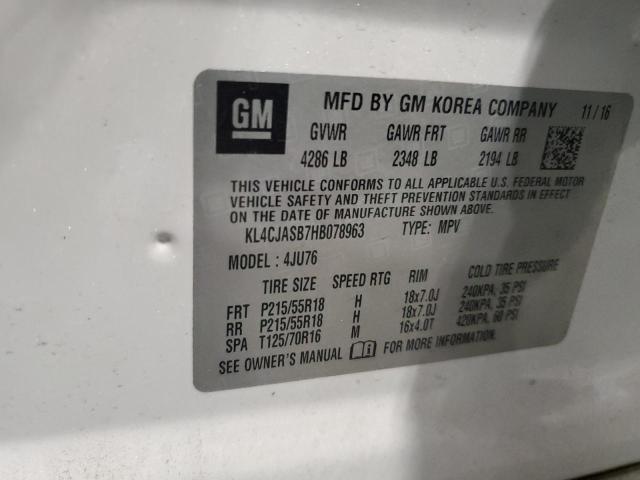 GM
MFD BY GM KOREA COMPANY 11/16
GVWR GAWR FRT GAWR RR
4286 LB 2348 LB 2194 LB
THIS VEHICLE CONFORMS TO ALL APPLICABLE U.S. FEDERAL MOTOR
VEHICLE SAFETY AND THEFT PREVENTION STANDARDS IN EFFECT
ON THE DATE OF MANUFACTURE SHOWN ABOVE.
KL4CJASB7HB078963 TYPE: MPV
MODEL : 4JU76
TIRE SIZE SPEED RTG RIM COLD TIRE PRESSURE
FRT P215/55R18 H 18x7.0J 240KPA, 35 PSI
RR P215/55R18 H 18x7.0J 240KPA, 35 PSI
SPA T125/70R16 M 16x4.0T 420KPA, 60 PSI
SEE OWNER'S MANUAL FOR MORE INFORMATION.